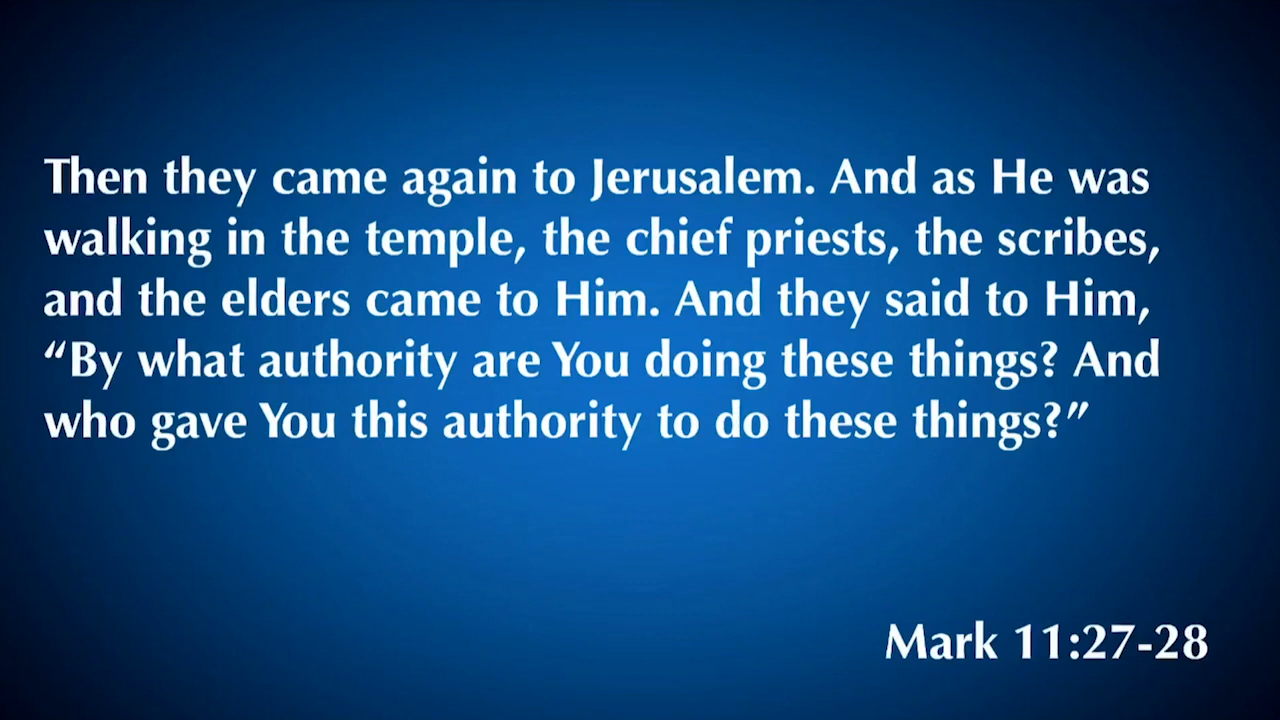 Then they came again to Jerusalem. And as He was
walking in the temple, the chief priests, the scribes,
and the elders came to Him. And they said to Him,
“By what authority are You doing these things? And
who gave You this authority to do these things?”
Mark 11:27-28